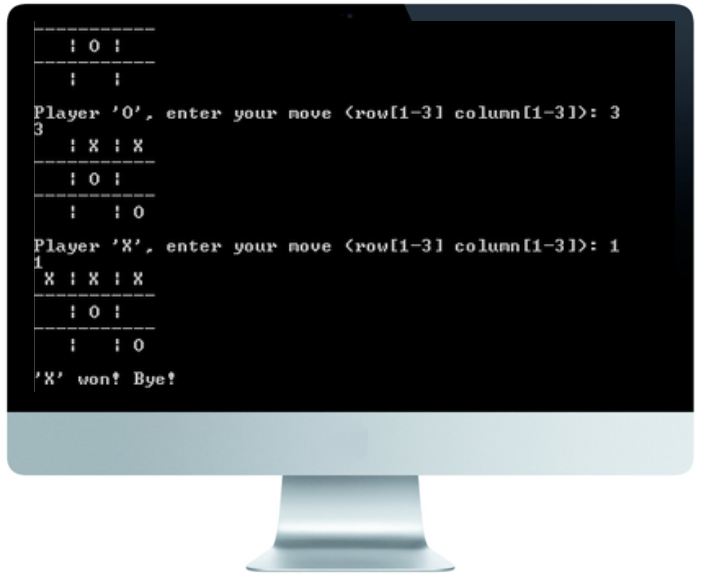 -------------
| O |
-------------
| |
Player 'O', enter your move (row[1-3] column[1-3]): 3
3
| X | X
-------------
| O |
-------------
| | O
Player 'X', enter your move (row[1-3] column[1-3]): 1
1
X | X | X
-------------
| O |
-------------
| | O
'X' won! Bye!